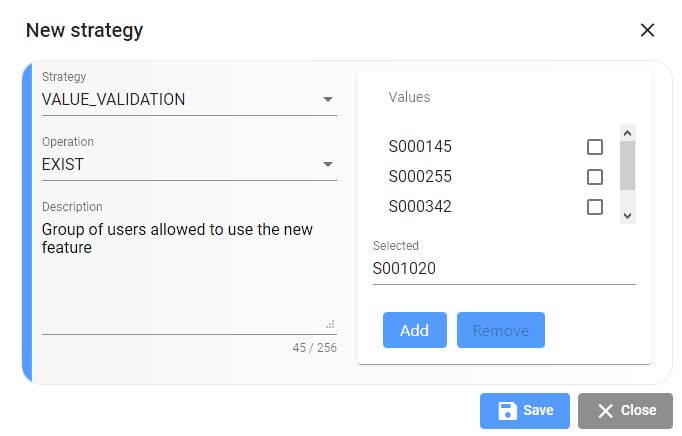 New strategy
Strategy
VALUE_VALIDATION
Operation
EXIST
Description
Group of users allowed to use the new
feature
45 / 256
Values
S000145
S000255
S000342
Selected
S001020
Add
Remove
Save
Close